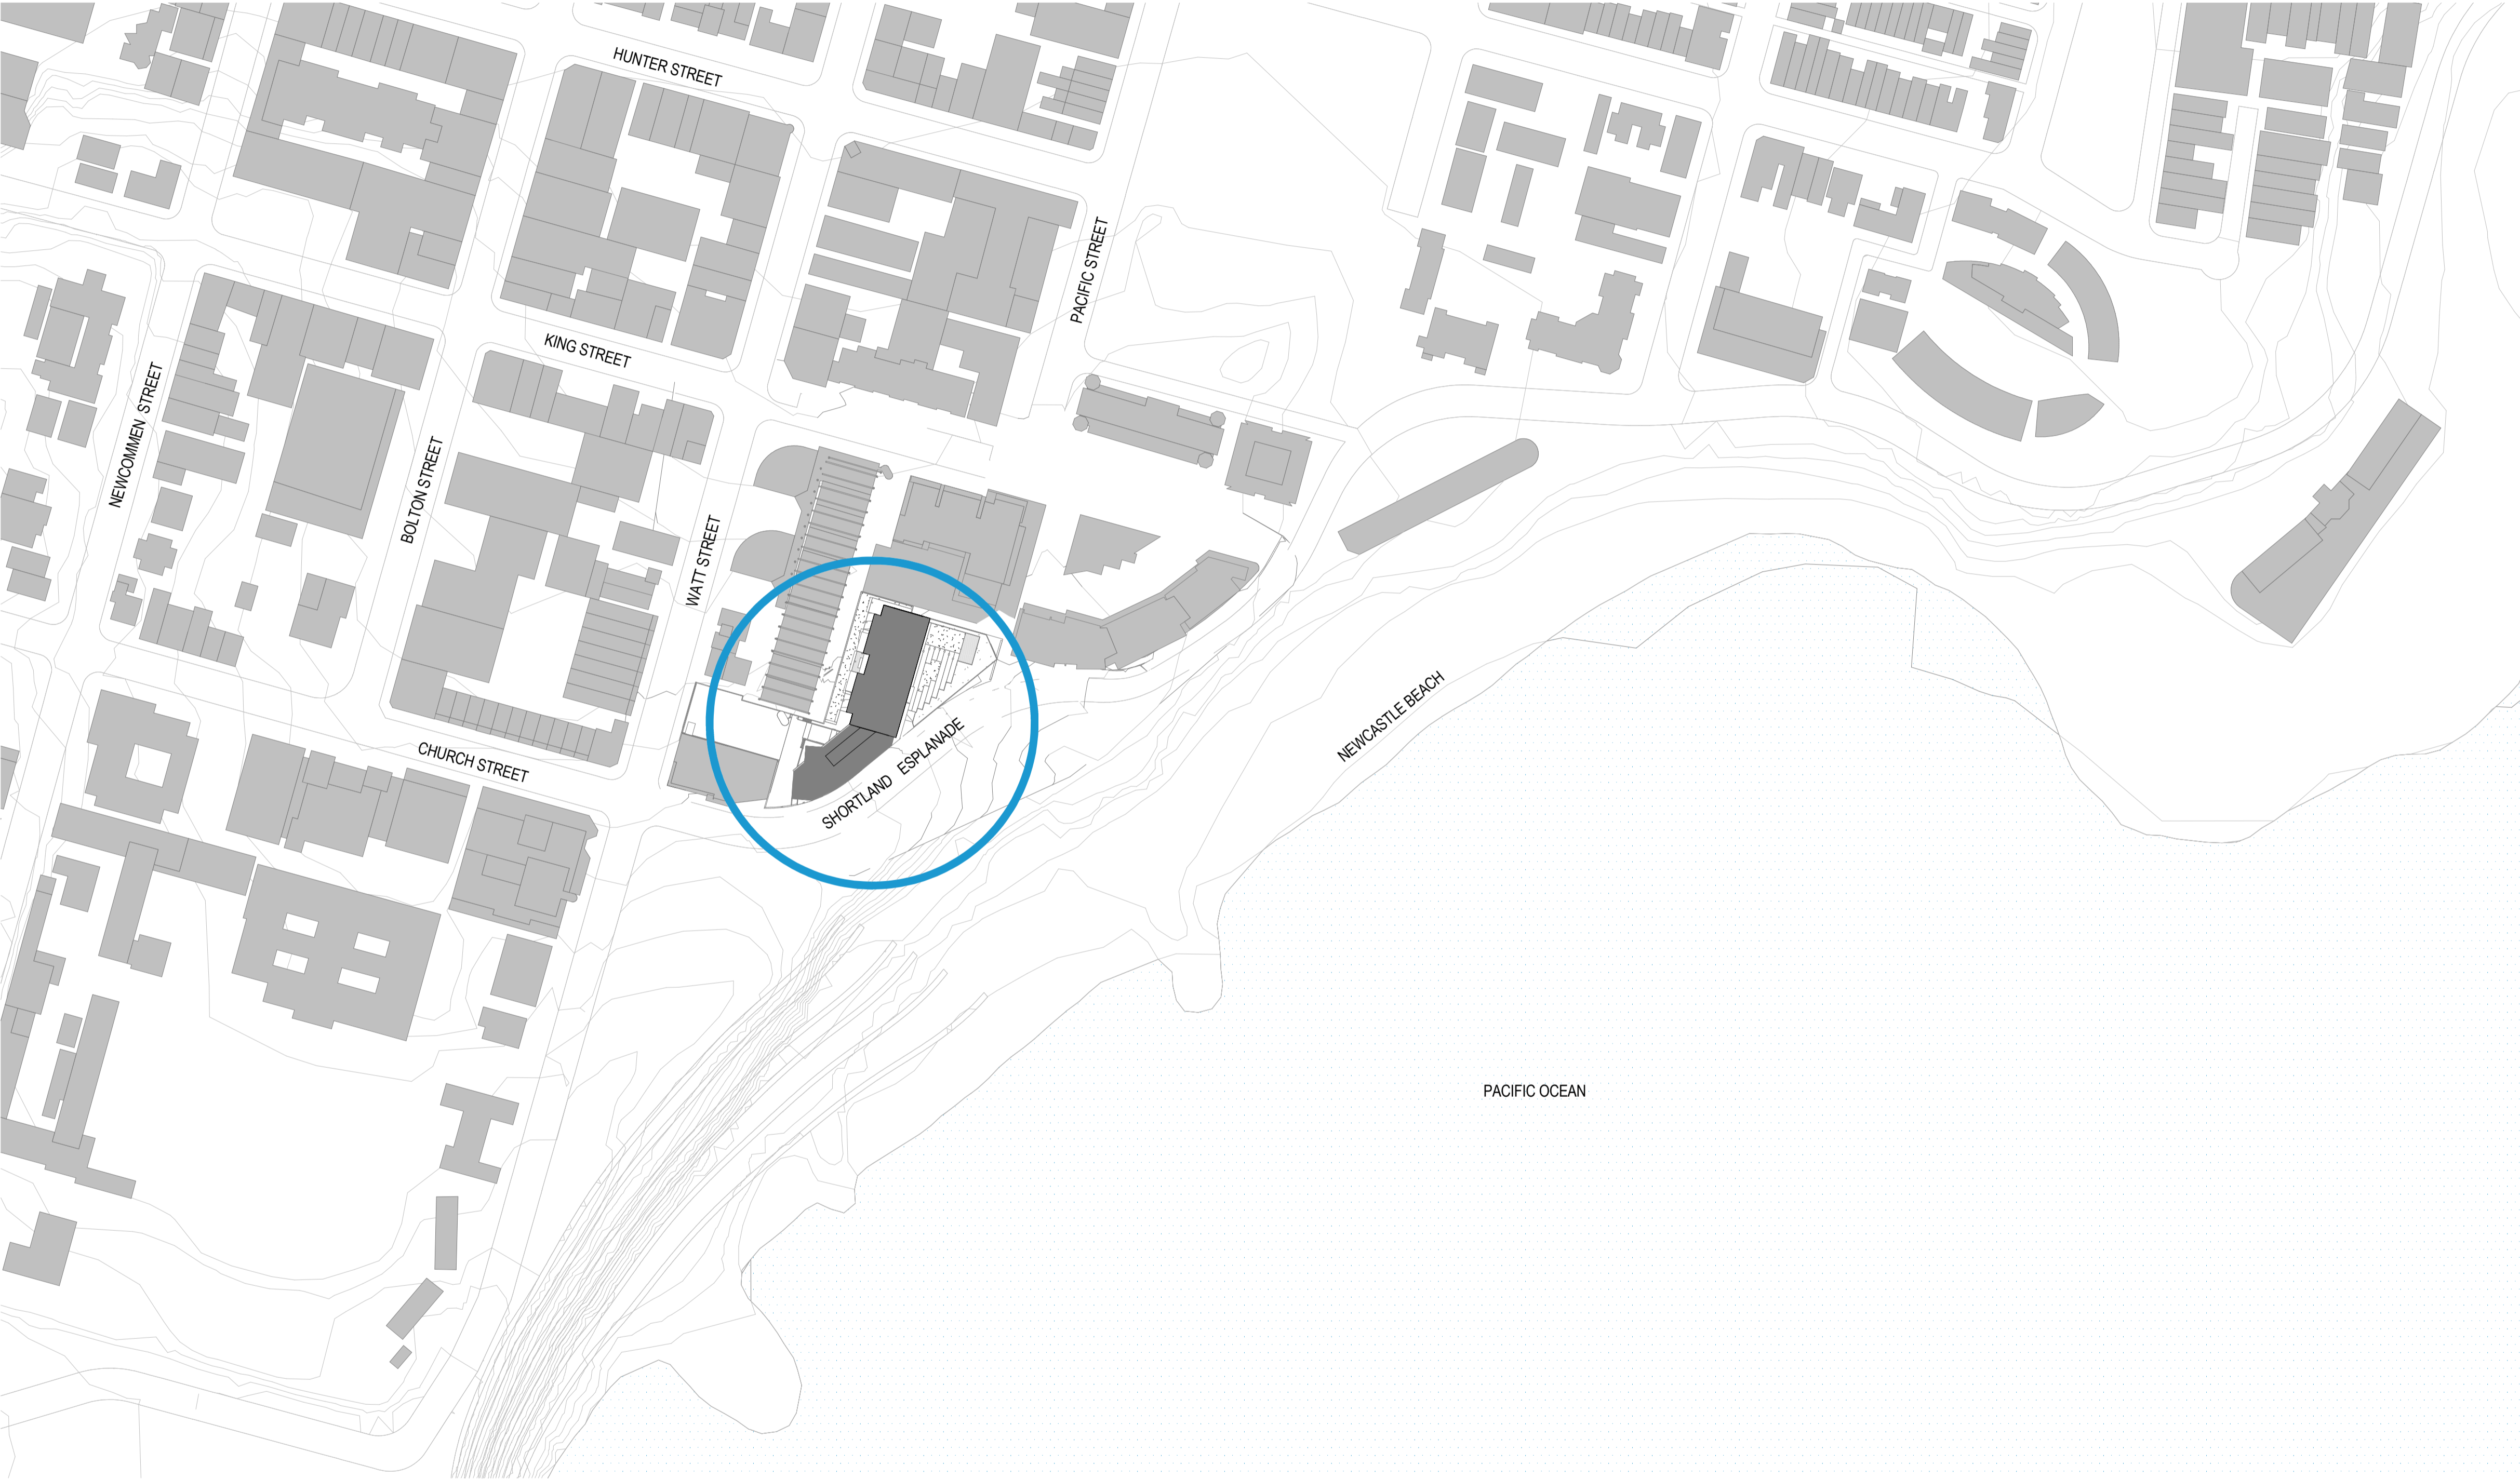 HUNTER STREET
PACIFIC STREET
KING STREET
NEWCOMMEN STREET
BOLTON STREET
WATT STREET
CHURCH STREET
SHORTLAND ESPLANADE
NEWCASTLE BEACH
PACIFIC OCEAN